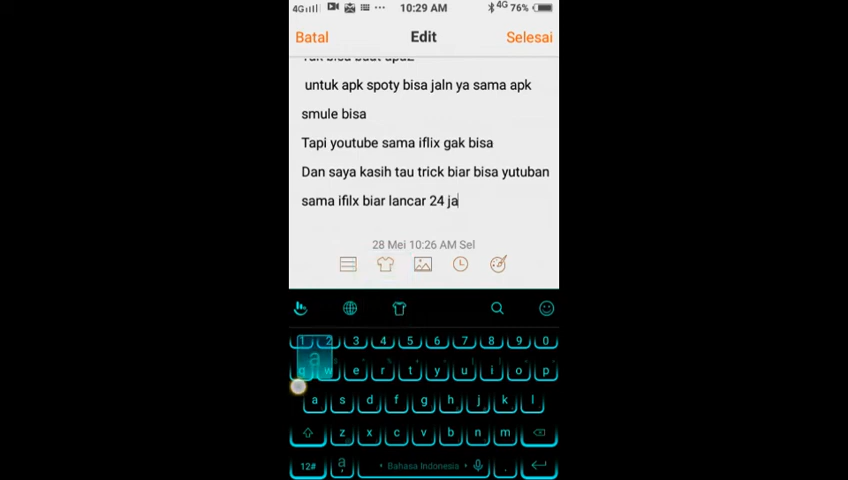 4G 10:29 AM 4G 76%
Batal Edit Selesai
untuk apk spoty bisa jaln ya sama apk
smule bisa
Tapi youtube sama iflix gak bisa
Dan saya kasih tau trick biar bisa yutuban
sama ifilx biar lancar 24 ja
28 Mei 10:26 AM Sel
1 2 3 4 5 6 7 8 9 0
a
q w e r t y u i o p
a s d f g h j k l
z x c v b n m
12# Bahasa Indonesia .